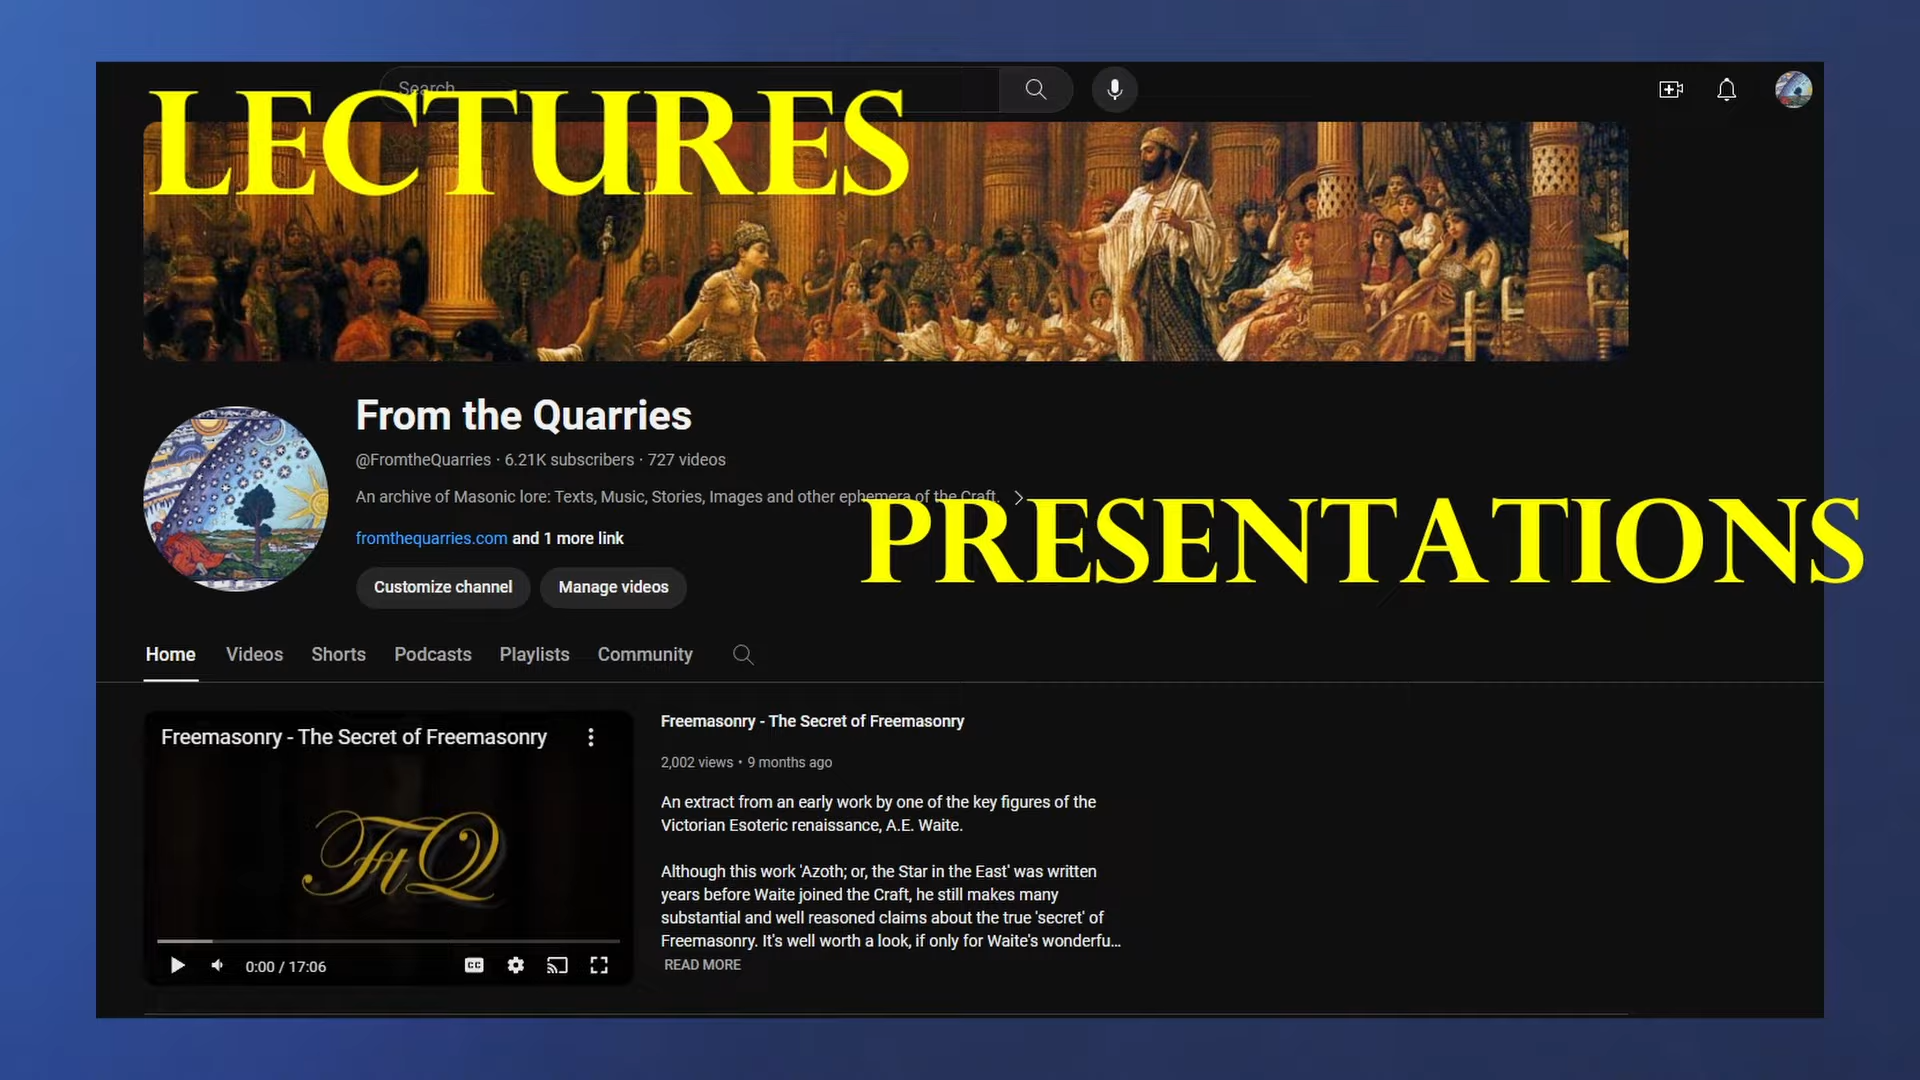 Search
LECTURES
From the Quarries
@FromtheQuarries · 6.21K subscribers · 727 videos
An archive of Masonic lore: Texts, Music, Stories, Images and other ephemera of the Craft.
PRESENTATIONS
fromthequarries.com and 1 more link
Customize channel Manage videos
Home Videos Shorts Podcasts Playlists Community
Freemasonry - The Secret of Freemasonry
FtQ
CC
0:00 / 17:06
Freemasonry - The Secret of Freemasonry
2,002 views • 9 months ago
An extract from an early work by one of the key figures of the
Victorian Esoteric renaissance, A.E. Waite.
Although this work 'Azoth; or, the Star in the East' was written
years before Waite joined the Craft, he still makes many
substantial and well reasoned claims about the true 'secret' of
Freemasonry. It's well worth a look, if only for Waite's wonderfu...
READ MORE